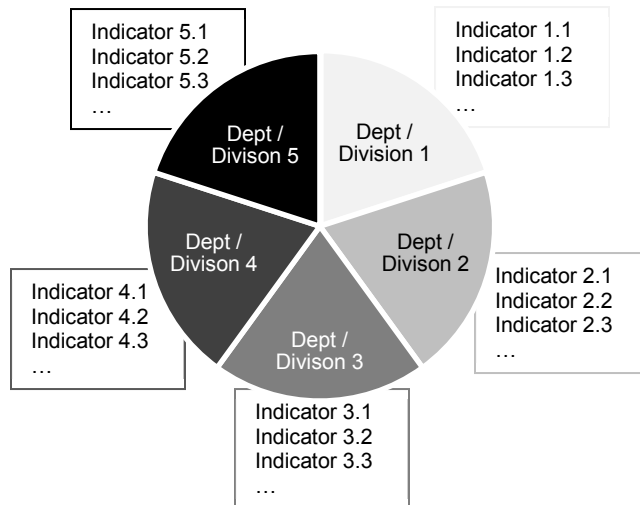 Indicator 5.1
Indicator 5.2
Indicator 5.3
…
Indicator 1.1
Indicator 1.2
Indicator 1.3
…
Dept /
Divison 5
Dept /
Division 1
Dept /
Divison 4
Dept /
Divison 2
Indicator 4.1
Indicator 4.2
Indicator 4.3
…
Indicator 2.1
Indicator 2.2
Indicator 2.3
…
Dept /
Divison 3
Indicator 3.1
Indicator 3.2
Indicator 3.3
…